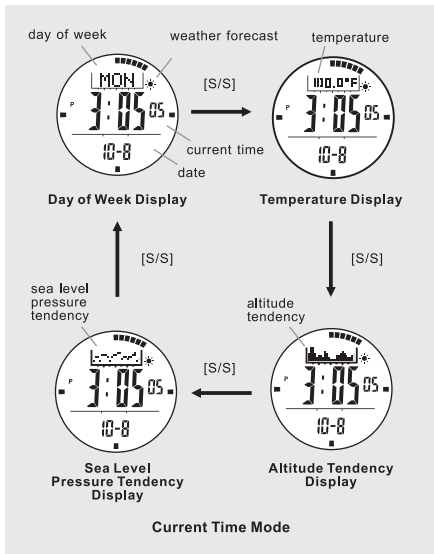 day of week
weather forecast
temperature
MON
P 3:05 05
10-8
current time
date
Day of Week Display
[S/S]
100.0°F
P 3:05 05
10-8
Temperature Display
[S/S]
[S/S]
sea level
pressure
tendency
P 3:05 05
10-8
Sea Level
Pressure Tendency
Display
[S/S]
altitude
tendency
P 3:05 05
10-8
Altitude Tendency
Display
Current Time Mode